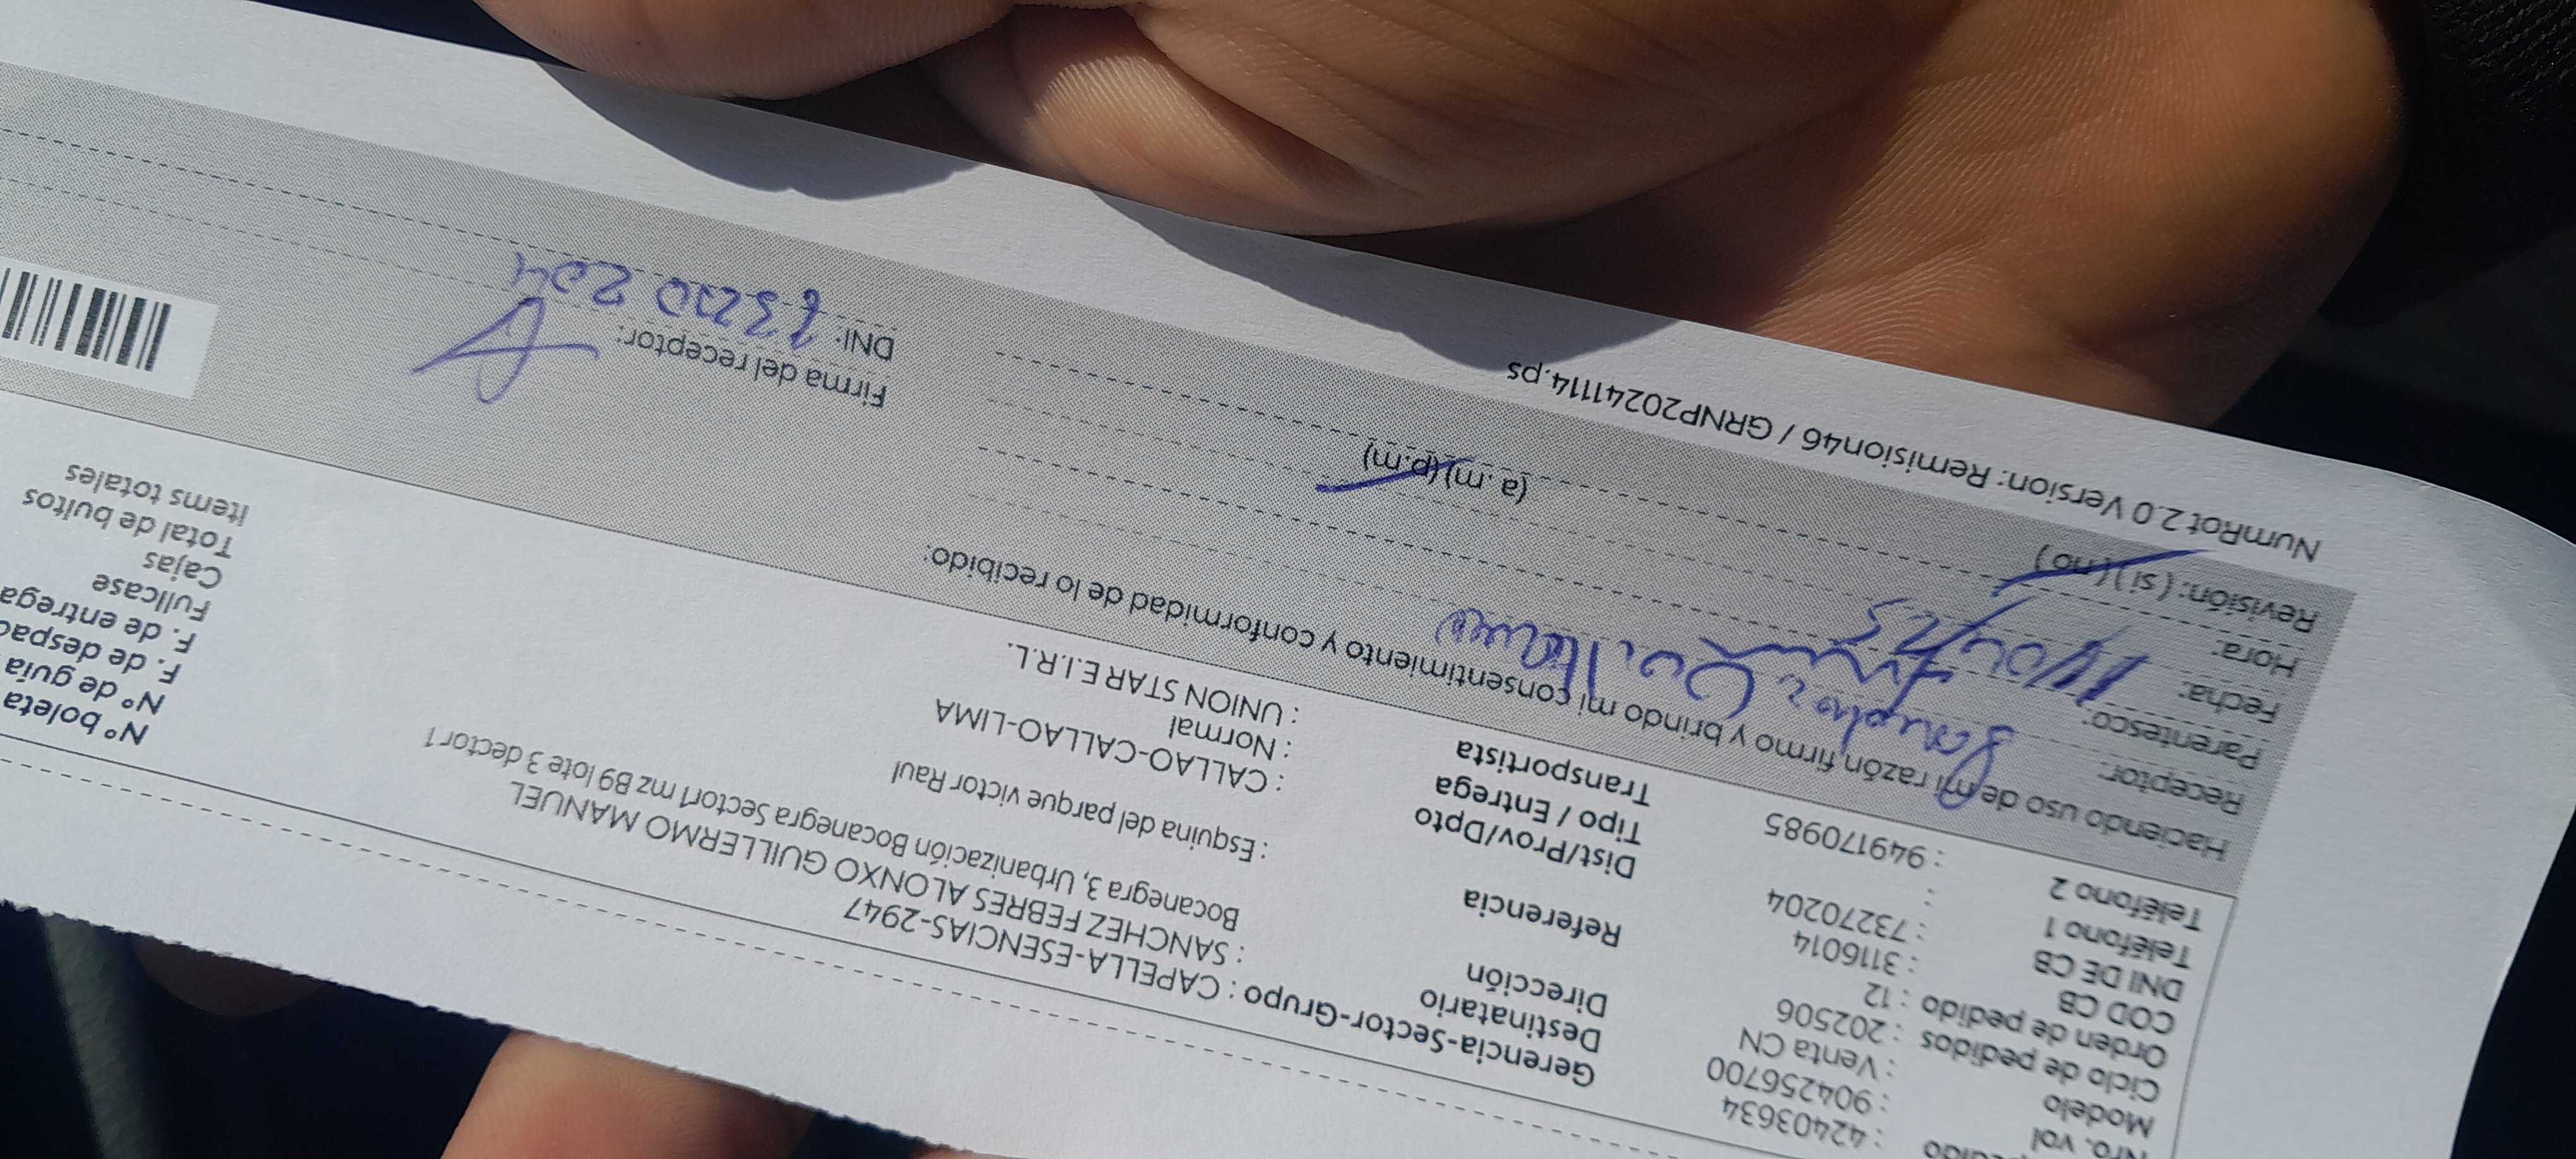 : 42403634
Nro. vol : 904256700
Modelo : Venta CN
Ciclo de pedidos : 202506
Orden de pedido : 12
COD CB : 3116014
DNI DE CB : 73270204
Teléfono 1 :
Teléfono 2 : 949170985
Gerencia-Sector-Grupo : CAPELLA-ESENCIAS-2947
Destinatario : SANCHEZ FEBRES ALONXO GUILLERMO MANUEL
Dirección Bocanegra 3, Urbanización Bocanegra Sector1 mz B9 lote 3 dector 1
Referencia : Esquina del parque victor Raul
Dist/Prov/Dpto : CALLAO-CALLAO-LIMA
Tipo / Entrega : Normal
Transportista : UNION STAR E.I.R.L.
N° boleta
N° de guía
F. de despac
F. de entrega
Fullcase
Cajas
Total de bultos
Items totales
Haciendo uso de mi razón, firmo y brindo mi consentimiento y conformidad de lo recibido:
Receptor:
Parentesco:
Fecha:
Hora: (a.m)(p.m)
Revisión: (si)(no)
Firma del receptor:
DNI: 73270204
NumRot2.0 Version: Remision46 / GRNP20241114.ps